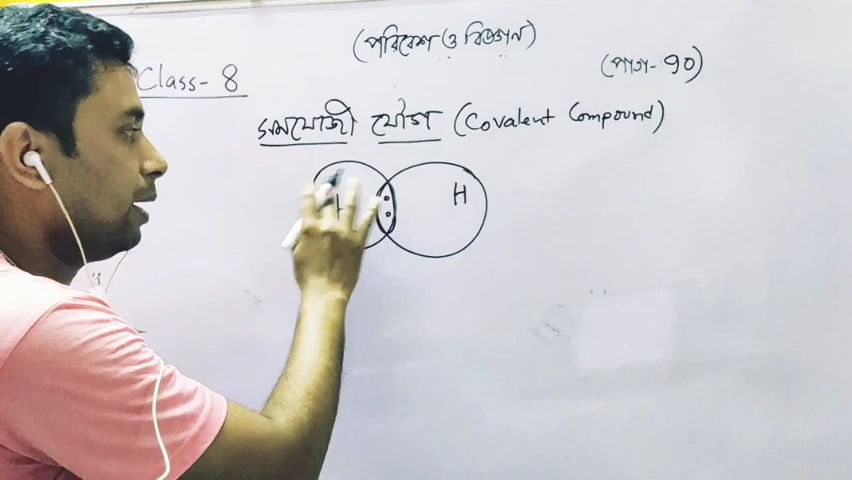 (পরিবেশ ও বিজ্ঞান)
Class- 8
(পাতা- 90)
সমযোজী যৌগ (Covalent Compound)
H